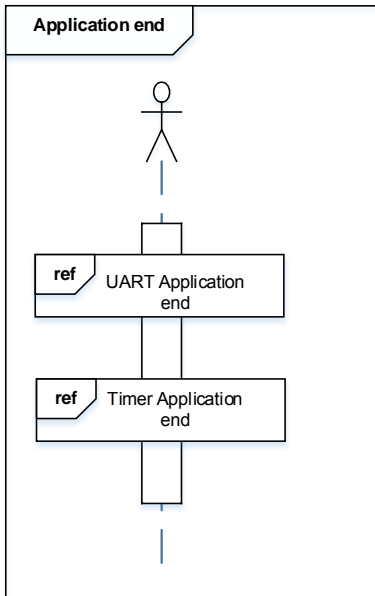 Application end
ref
UART Application
end
ref
Timer Application
end